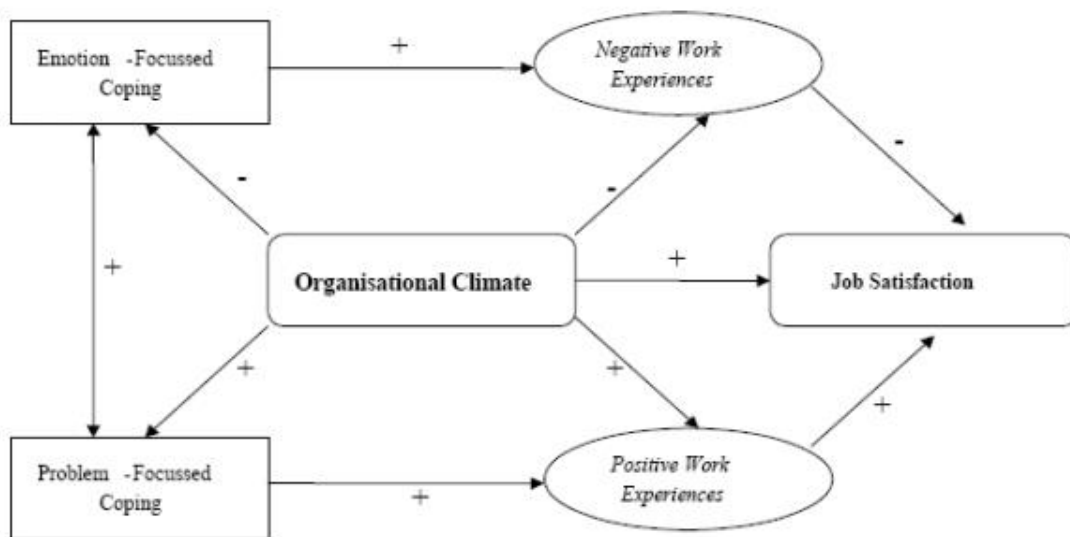 Emotion -Focussed
Coping
+
Negative Work
Experiences
-
-
-
+
Organisational Climate
+
Job Satisfaction
+
+
+
Problem -Focussed
Coping
+
Positive Work
Experiences